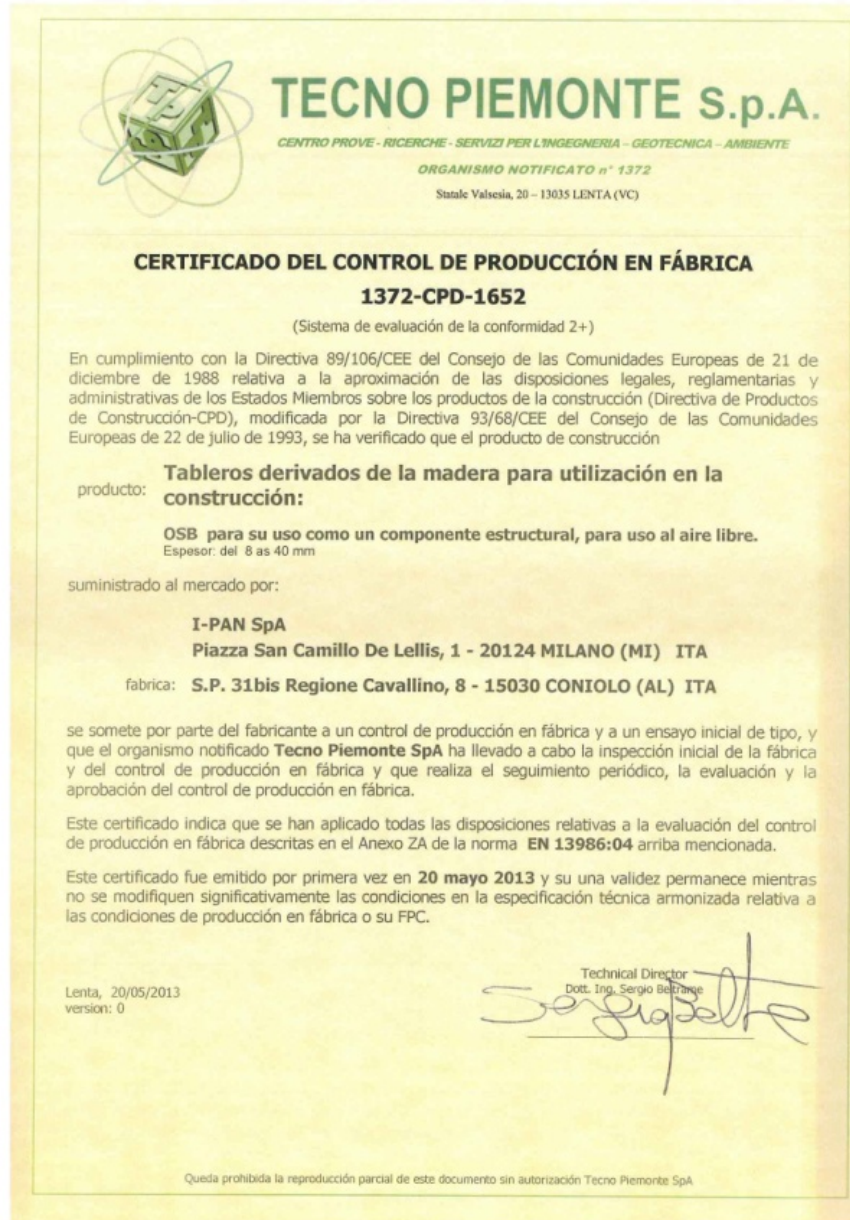 TECNO PIEMONTE S.p.A.
CENTRO PROVE - RICERCHE - SERVIZI PER L'INGEGNERIA – GEOTECNICA – AMBIENTE
ORGANISMO NOTIFICATO n° 1372
Statale Valsesia, 20 – 13035 LENTA (VC)
CERTIFICADO DEL CONTROL DE PRODUCCIÓN EN FÁBRICA
1372-CPD-1652
(Sistema de evaluación de la conformidad 2+)
En cumplimiento con la Directiva 89/106/CEE del Consejo de las Comunidades Europeas de 21 de
diciembre de 1988 relativa a la aproximación de las disposiciones legales, reglamentarias y
administrativas de los Estados Miembros sobre los productos de la construcción (Directiva de Productos
de Construcción-CPD), modificada por la Directiva 93/68/CEE del Consejo de las Comunidades
Europeas de 22 de julio de 1993, se ha verificado que el producto de construcción
producto: Tableros derivados de la madera para utilización en la
construcción:
OSB para su uso como un componente estructural, para uso al aire libre.
Espesor: del 8 as 40 mm
suministrado al mercado por:
I-PAN SpA
Piazza San Camillo De Lellis, 1 - 20124 MILANO (MI) ITA
fabrica: S.P. 31bis Regione Cavallino, 8 - 15030 CONIOLO (AL) ITA
se somete por parte del fabricante a un control de producción en fábrica y a un ensayo inicial de tipo, y
que el organismo notificado Tecno Piemonte SpA ha llevado a cabo la inspección inicial de la fábrica
y del control de producción en fábrica y que realiza el seguimiento periódico, la evaluación y la
aprobación del control de producción en fábrica.
Este certificado indica que se han aplicado todas las disposiciones relativas a la evaluación del control
de producción en fábrica descritas en el Anexo ZA de la norma EN 13986:04 arriba mencionada.
Este certificado fue emitido por primera vez en 20 mayo 2013 y su una validez permanece mientras
no se modifiquen significativamente las condiciones en la especificación técnica armonizada relativa a
las condiciones de producción en fábrica o su FPC.
Technical Director
Dott. Ing. Sergio Beltrame
Lenta, 20/05/2013
version: 0
Queda prohibida la reproducción parcial de este documento sin autorización Tecno Piemonte SpA